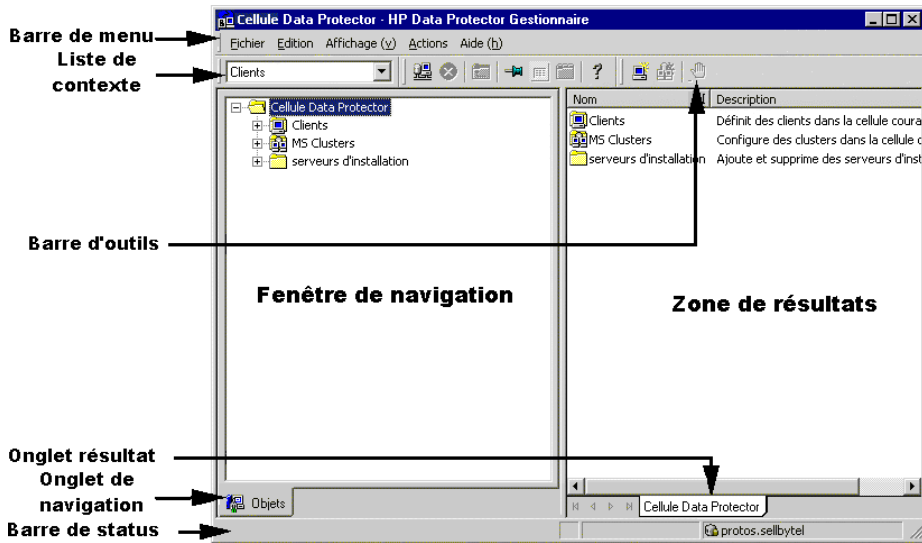 Cellule Data Protector - HP Data Protector Gestionnaire
Barre de menu
Fichier Edition Affichage (v) Actions Aide (h)
Liste de
contexte
Clients
?
Cellule Data Protector
Clients
MS Clusters
serveurs d'installation
Nom
Description
Clients Définit des clients dans la cellule coura
MS Clusters Configure des clusters dans la cellule c
serveurs d'installation Ajoute et supprime des serveurs d'inst
Barre d'outils
Fenêtre de navigation
Zone de résultats
Onglet résultat
Onglet de
navigation
Objets
Cellule Data Protector
Barre de status
protos.sellbytel